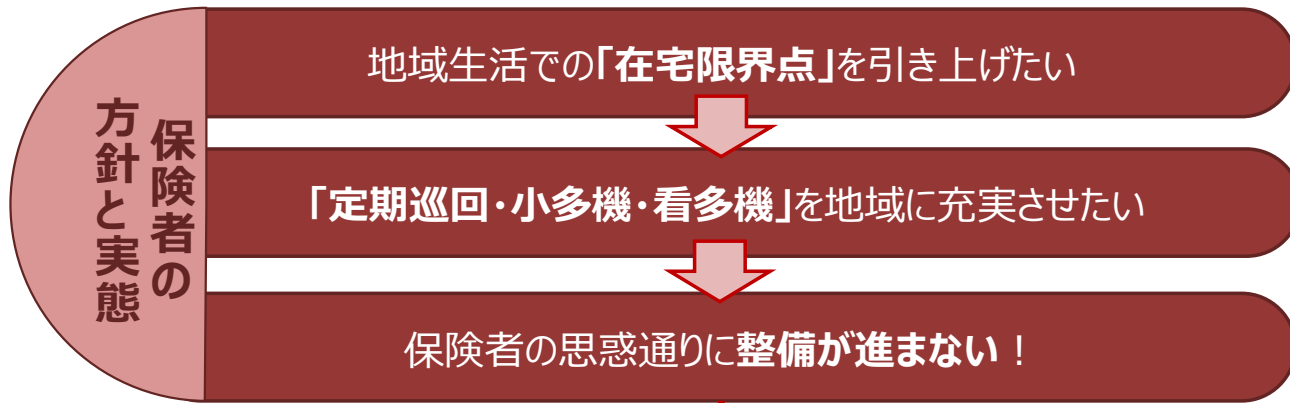 保険者の
方針と実態
地域生活での「在宅限界点」を引き上げたい
「定期巡回・小多機・看多機」を地域に充実させたい
保険者の思惑通りに整備が進まない！